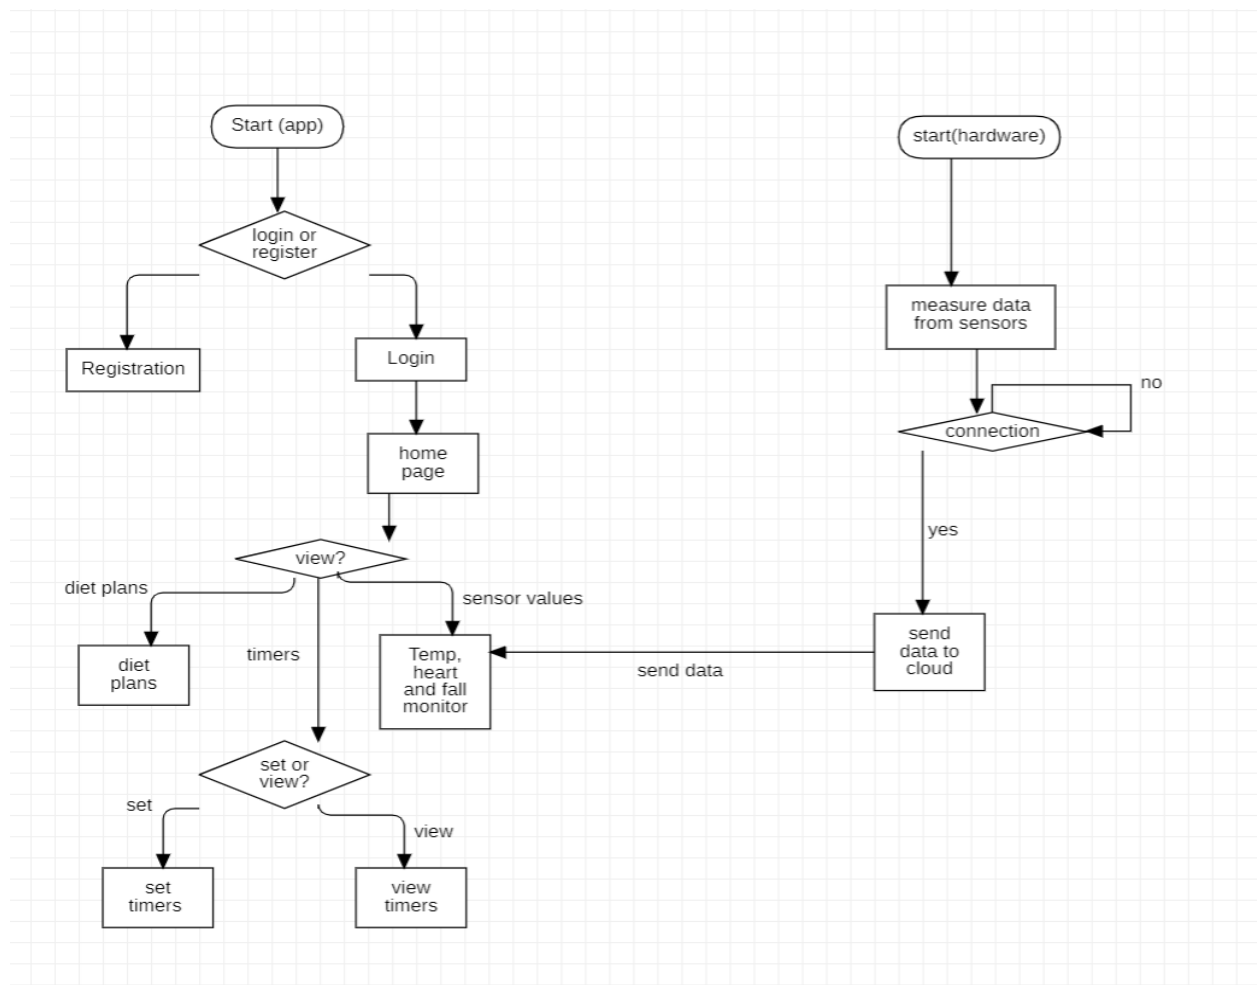 Start (app)
start(hardware)
login or
register
measure data
from sensors
Registration
Login
no
connection
home
page
yes
view?
diet plans
sensor values
timers
diet
plans
Temp,
heart
and fall
monitor
send data
send
data to
cloud
set or
view?
set
view
set
timers
view
timers